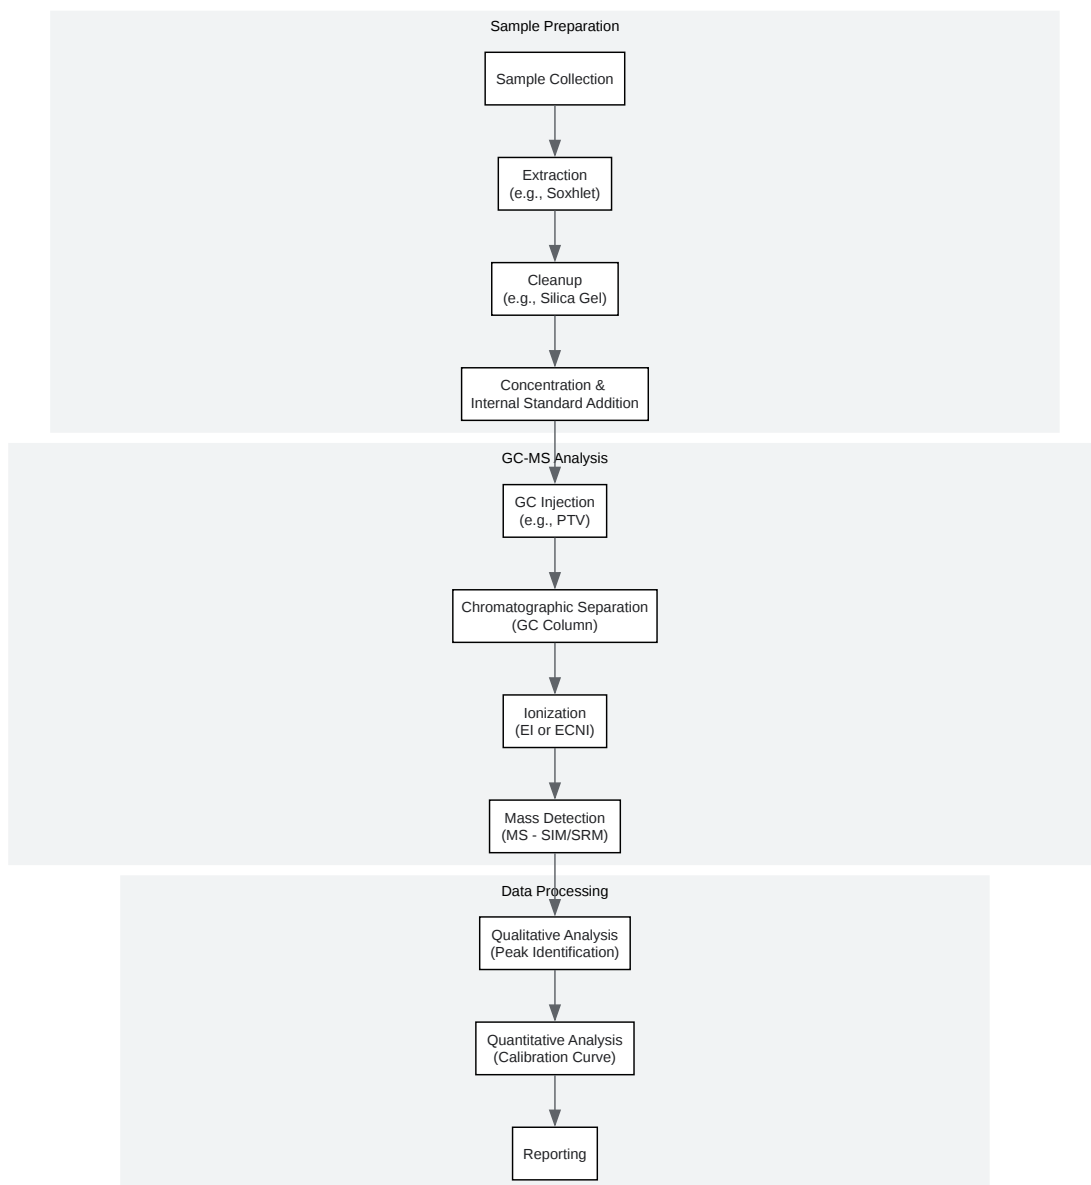 Sample Preparation
Sample Collection
Extraction
(e.g., Soxhlet)
Cleanup
(e.g., Silica Gel)
Concentration &
Internal Standard Addition
GC-MS Analysis
GC Injection
(e.g., PTV)
Chromatographic Separation
(GC Column)
Ionization
(EI or ECNI)
Mass Detection
(MS - SIM/SRM)
Data Processing
Qualitative Analysis
(Peak Identification)
Quantitative Analysis
(Calibration Curve)
Reporting